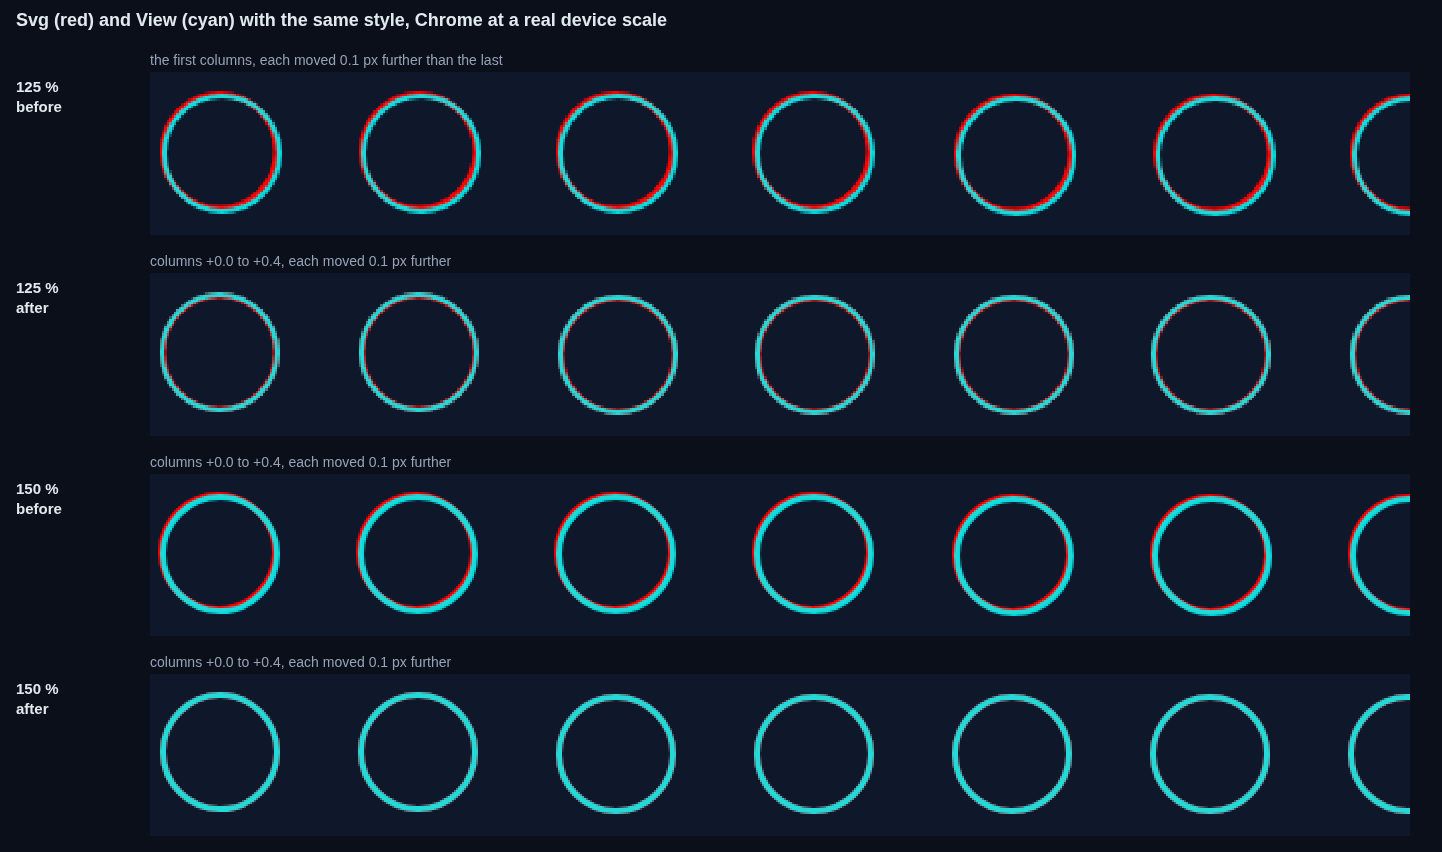 Svg (red) and View (cyan) with the same style, Chrome at a real device scale
the first columns, each moved 0.1 px further than the last
125 %
before
columns +0.0 to +0.4, each moved 0.1 px further
125 %
after
columns +0.0 to +0.4, each moved 0.1 px further
150 %
before
columns +0.0 to +0.4, each moved 0.1 px further
150 %
after